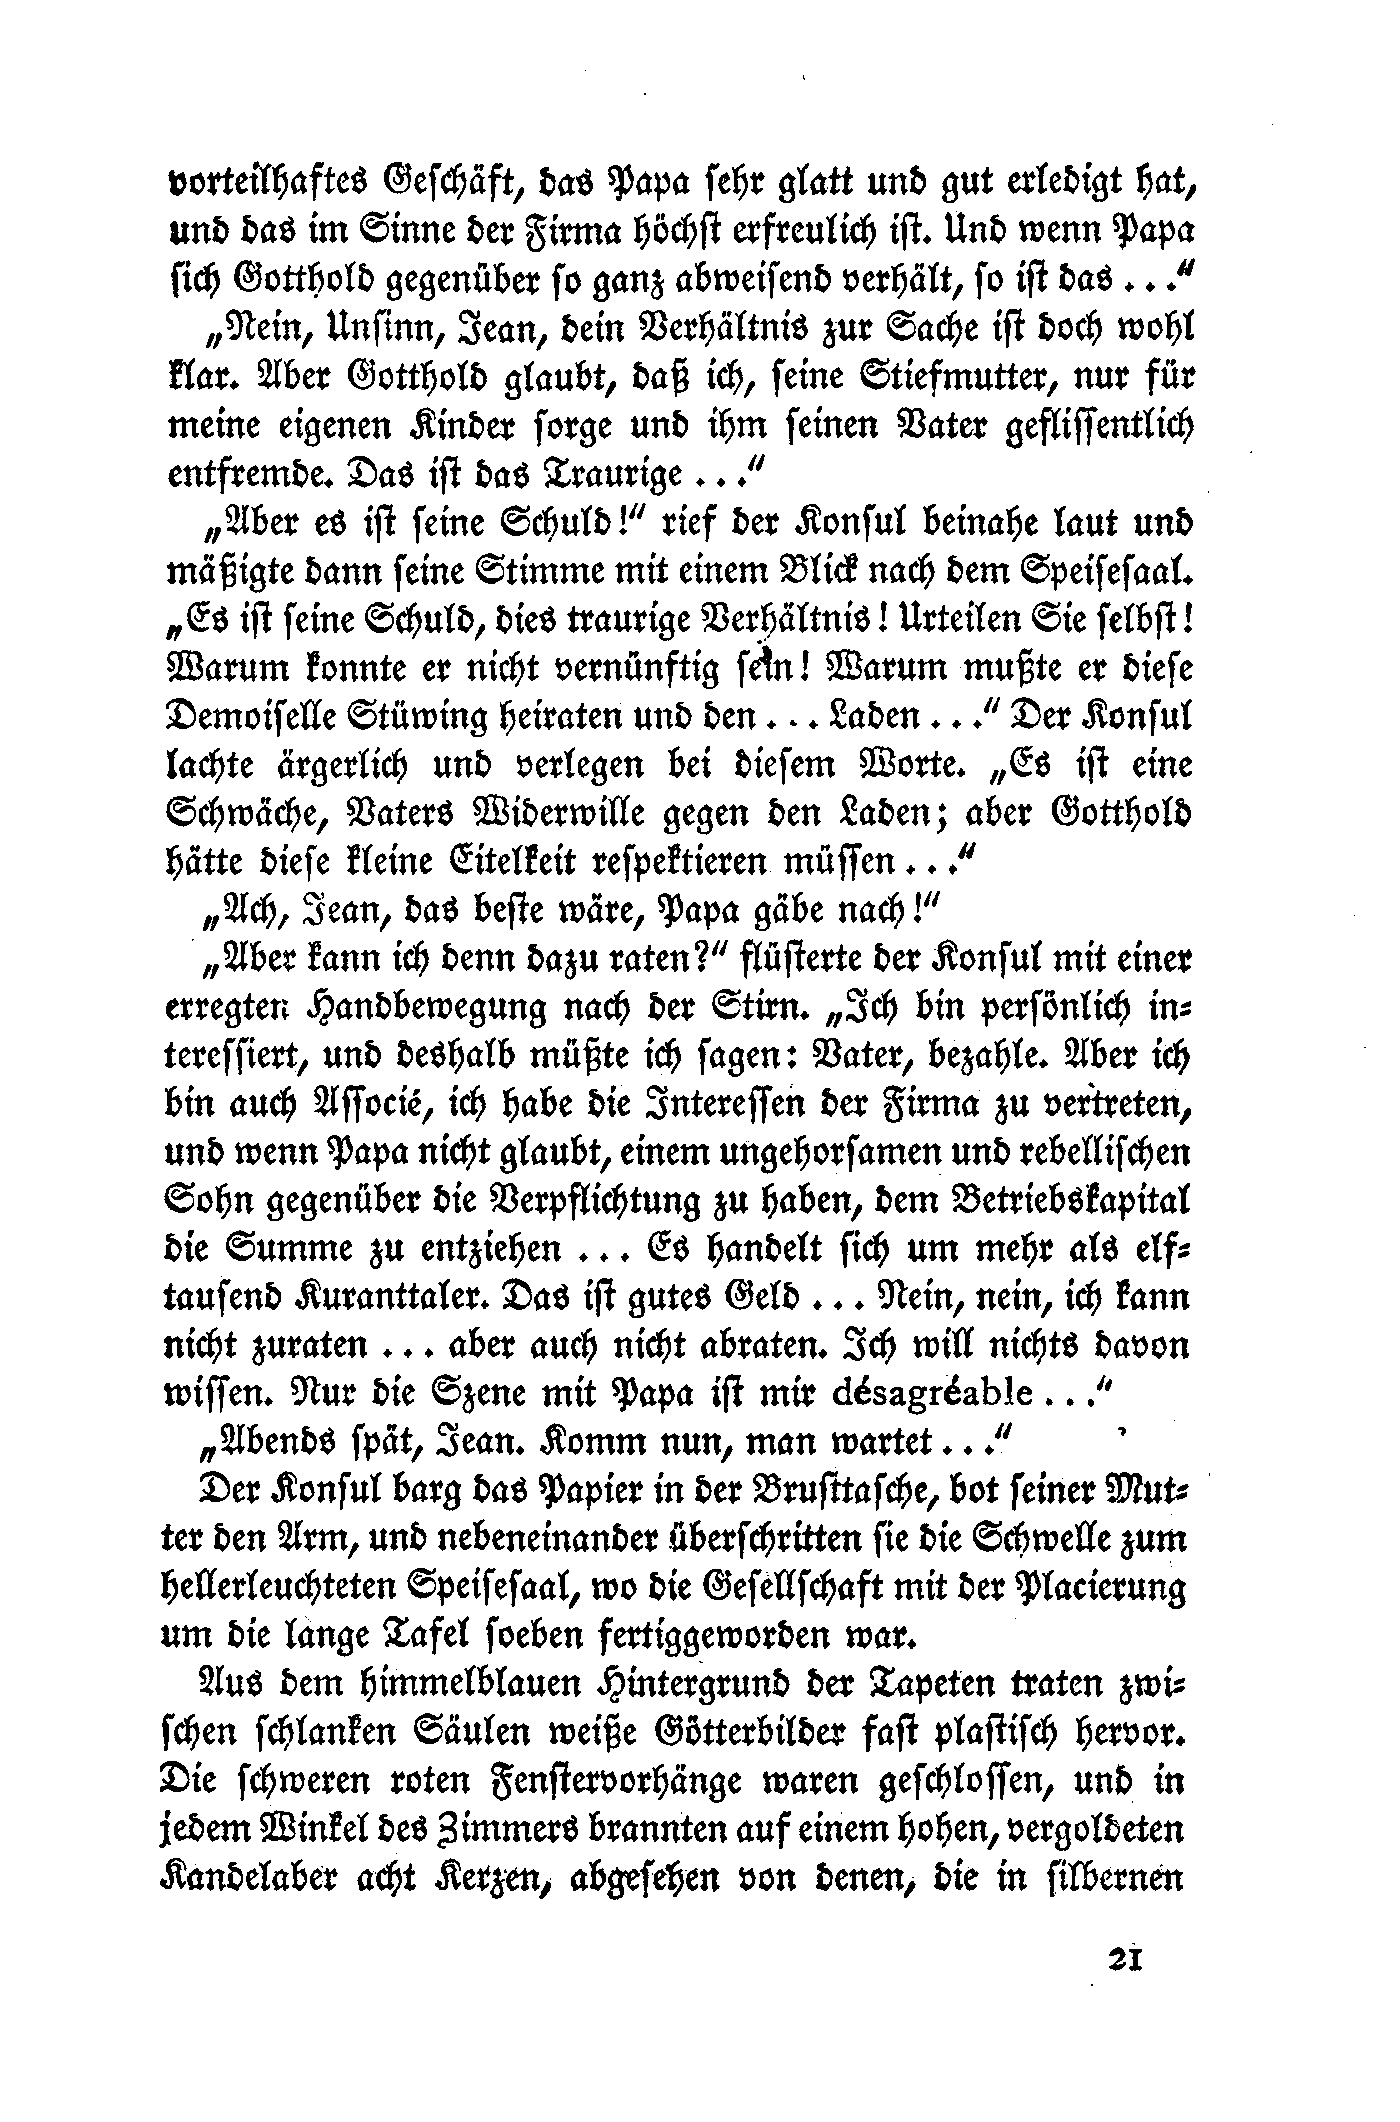 vorteilhaftes Geschäft, das Papa sehr glatt und gut erledigt hat,
und das im Sinne der Firma höchst erfreulich ist. Und wenn Papa
sich Gotthold gegenüber so ganz abweisend verhält, so ist das . . .“
„Nein, Unsinn, Jean, dein Verhältnis zur Sache ist doch wohl
klar. Aber Gotthold glaubt, daß ich, seine Stiefmutter, nur für
meine eigenen Kinder sorge und ihm seinen Vater geflissentlich
entfremde. Das ist das Traurige . . .“
„Aber es ist seine Schuld!“ rief der Konsul beinahe laut und
mäßigte dann seine Stimme mit einem Blick nach dem Speisesaal.
„Es ist seine Schuld, dies traurige Verhältnis! Urteilen Sie selbst!
Warum konnte er nicht vernünftig sein! Warum mußte er diese
Demoiselle Stüwing heiraten und den . . . Laden . . .“ Der Konsul
lachte ärgerlich und verlegen bei diesem Worte. „Es ist eine
Schwäche, Vaters Widerwille gegen den Laden; aber Gotthold
hätte diese kleine Eitelkeit respektieren müssen . . .“
„Ach, Jean, das beste wäre, Papa gäbe nach!“
„Aber kann ich denn dazu raten?“ flüsterte der Konsul mit einer
erregten Handbewegung nach der Stirn. „Ich bin persönlich in-
teressiert, und deshalb müßte ich sagen: Vater, bezahle. Aber ich
bin auch Associé, ich habe die Interessen der Firma zu vertreten,
und wenn Papa nicht glaubt, einem ungehorsamen und rebellischen
Sohn gegenüber die Verpflichtung zu haben, dem Betriebskapital
die Summe zu entziehen . . . Es handelt sich um mehr als elf-
tausend Kuranttaler. Das ist gutes Geld . . . Nein, nein, ich kann
nicht zuraten . . . aber auch nicht abraten. Ich will nichts davon
wissen. Nur die Szene mit Papa ist mir désagréable . . .“
„Abends spät, Jean. Komm nun, man wartet . . .“
Der Konsul barg das Papier in der Brusttasche, bot seiner Mut-
ter den Arm, und nebeneinander überschritten sie die Schwelle zum
hellerleuchteten Speisesaal, wo die Gesellschaft mit der Placierung
um die lange Tafel soeben fertiggeworden war.
Aus dem himmelblauen Hintergrund der Tapeten traten zwi-
schen schlanken Säulen weiße Götterbilder fast plastisch hervor.
Die schweren roten Fenstervorhänge waren geschlossen, und in
jedem Winkel des Zimmers brannten auf einem hohen, vergoldeten
Kandelaber acht Kerzen, abgesehen von denen, die in silbernen
21